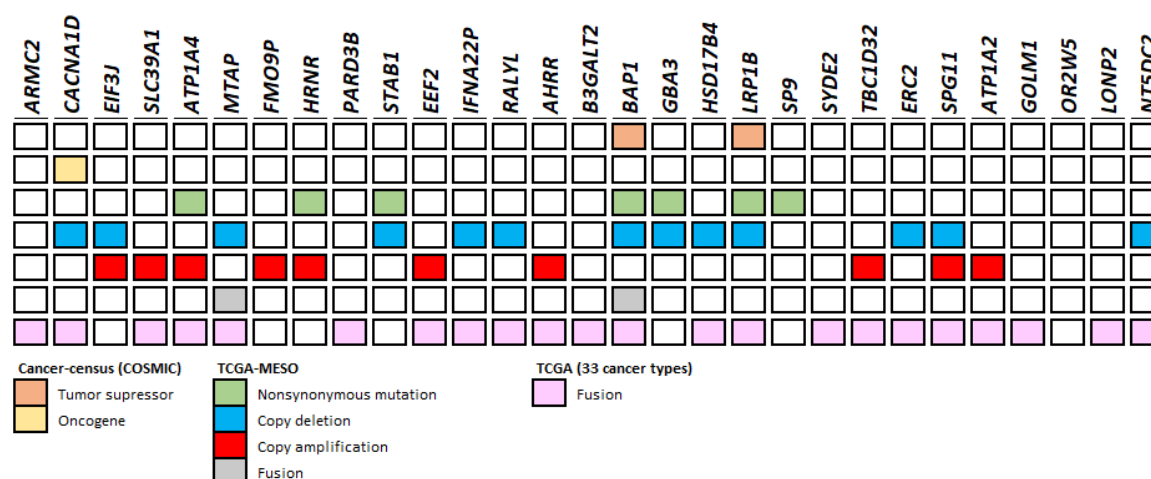 ARMC2
CACNA1D
EIF3J
SLC39A1
ATP1A4
MTAP
FMO9P
HRNR
PARD3B
STAB1
EEF2
IFNA22P
RALYL
AHRR
B3GALT2
BAP1
GBA3
HSD17B4
LRP1B
SP9
SYDE2
TBC1D32
ERC2
SPG11
ATP1A2
GOLM1
OR2W5
LONP2
NT5DC2
Cancer-census (COSMIC)
Tumor supressor
Oncogene
TCGA-MESO
Nonsynonymous mutation
Copy deletion
Copy amplification
Fusion
TCGA (33 cancer types)
Fusion